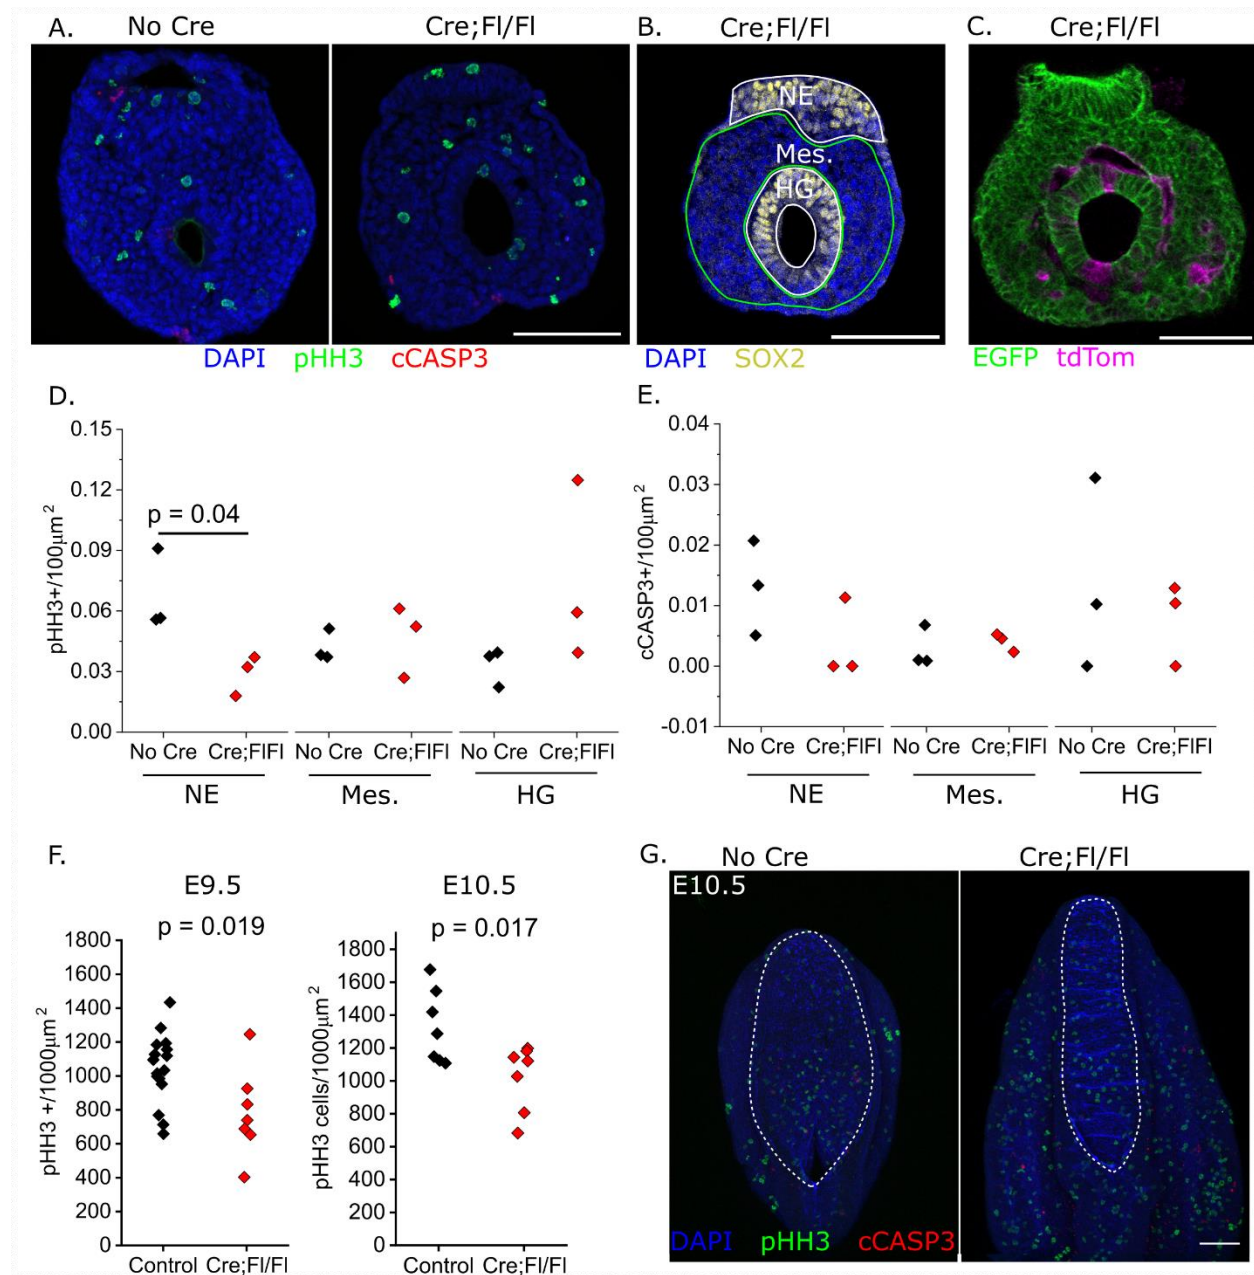 A. No Cre Cre;Fl/Fl
B. Cre;Fl/Fl
C. Cre;Fl/Fl
NE
Mes.
HG
DAPI pHH3 cCASP3
DAPI SOX2
EGFP tdTom
D.
pHH3+/100µm²
0.15
0.12
0.09
0.06
0.03
0.00
p = 0.04
No Cre Cre;FlFl No Cre Cre;FlFl No Cre Cre;FlFl
NE Mes. HG
E.
cCASP3+/100µm²
0.04
0.03
0.02
0.01
0.00
-0.01
No Cre Cre;FlFl No Cre Cre;FlFl No Cre Cre;FlFl
NE Mes. HG
F.
E9.5
p = 0.019
pHH3 +/1000µm²
1800
1600
1400
1200
1000
800
600
400
200
0
Control Cre;Fl/Fl
E10.5
p = 0.017
pHH3 cells/1000µm²
1800
1600
1400
1200
1000
800
600
400
200
0
Control Cre;Fl/Fl
G. No Cre Cre;Fl/Fl
E10.5
DAPI pHH3 cCASP3